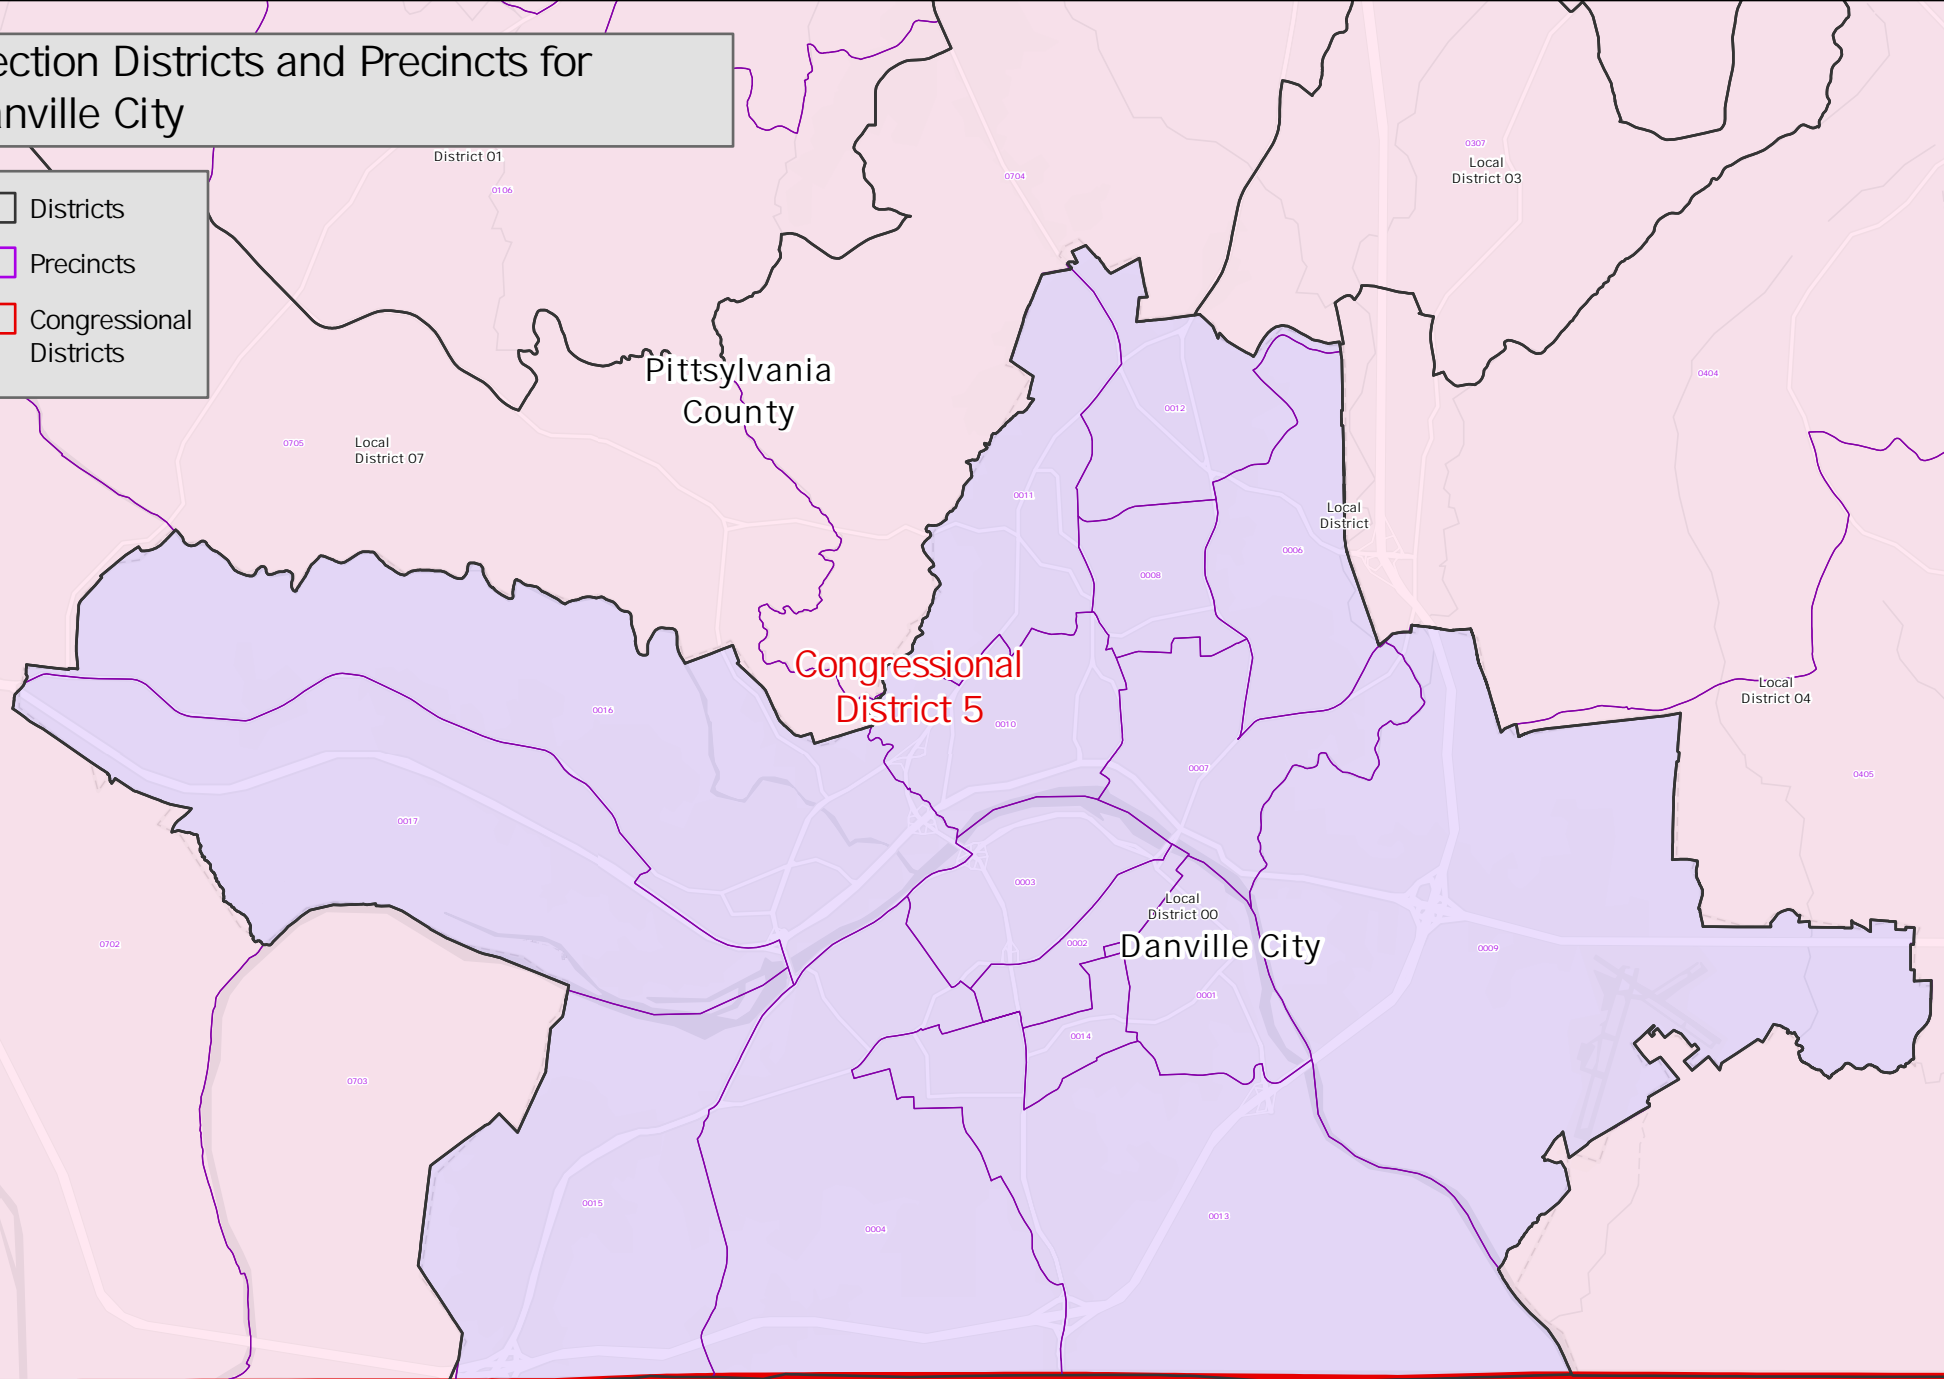 ection Districts and Precincts for
anville City
Districts
Precincts
Congressional
Districts
District 01
0106
0704
0307
Local
District 03
Pittsylvania
County
0404
0705
Local
District 07
0012
0011
Local
District
0006
0008
Congressional
District 5
Local
District 04
0016
0010
0007
0405
0017
0003
Local
District 00
0702
0002
Danville City
0009
0001
0014
0703
0015
0004
0013